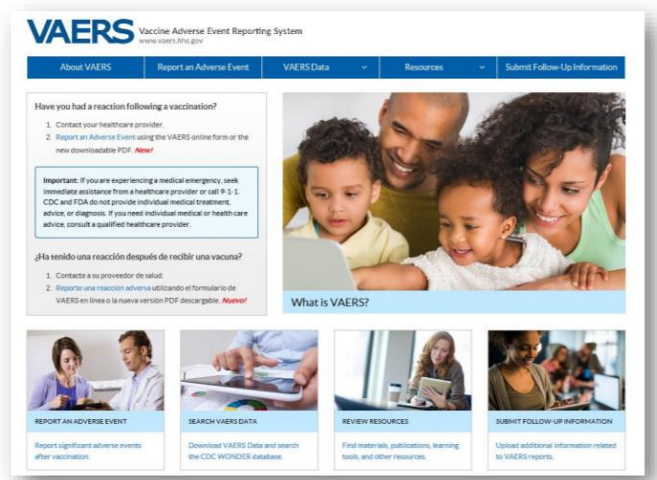 VAERS Vaccine Adverse Event Reporting System
www.vaers.hhs.gov
About VAERS Report an Adverse Event VAERS Data Resources Submit Follow-Up Information
Have you had a reaction following a vaccination?
1. Contact your healthcare provider.
2. Report an Adverse Event using the VAERS online form or the
new downloadable PDF. New!
Important: If you are experiencing a medical emergency, seek
immediate assistance from a healthcare provider or call 9-1-1.
CDC and FDA do not provide individual medical treatment,
advice, or diagnosis. If you need individual medical or health care
advice, consult a qualified healthcare provider.
¿Ha tenido una reacción después de recibir una vacuna?
1. Contacte a su proveedor de salud.
2. Reporte una reacción adversa utilizando el formulario de
VAERS en línea o la nueva versión PDF descargable. Nuevo!
What is VAERS?
REPORT AN ADVERSE EVENT
Report significant adverse events
after vaccination.
SEARCH VAERS DATA
Download VAERS Data and search
the CDC WONDER database.
REVIEW RESOURCES
Find materials, publications, learning
tools, and other resources.
SUBMIT FOLLOW-UP INFORMATION
Upload additional information related
to VAERS reports.